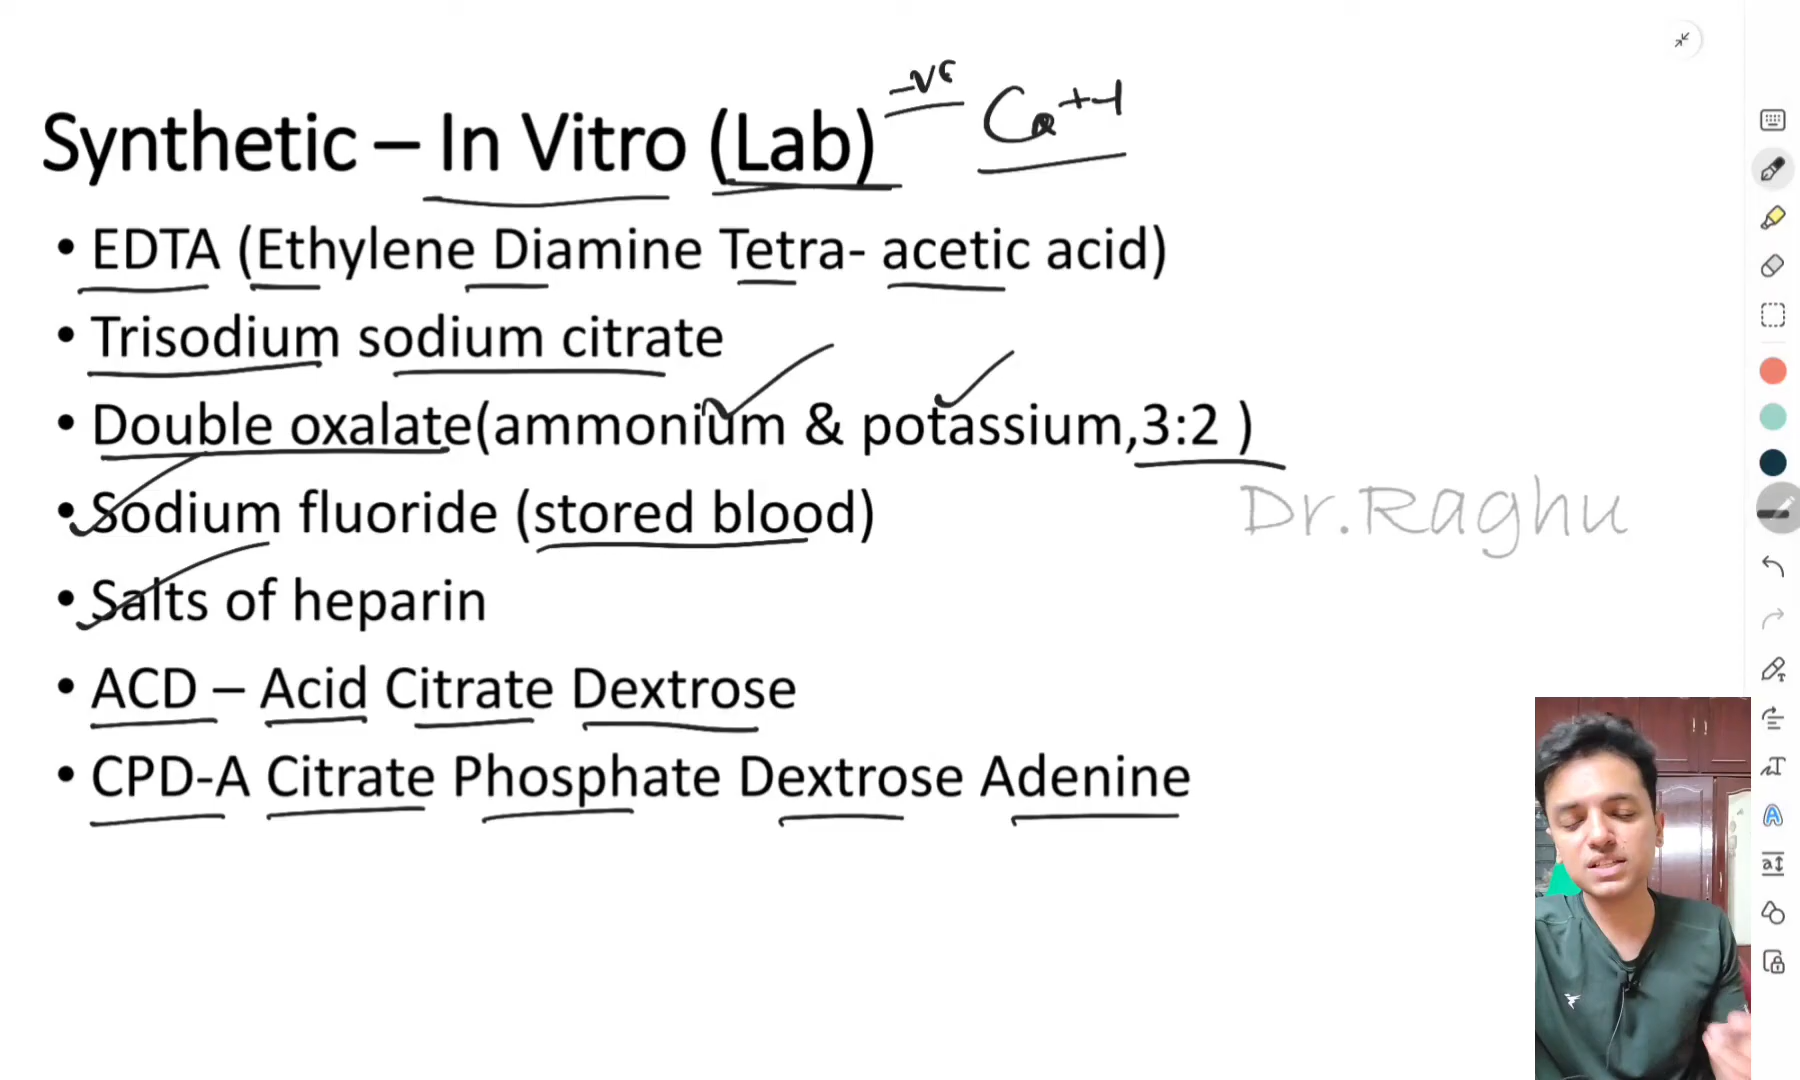 -ve Ca++
Synthetic – In Vitro (Lab)
• EDTA (Ethylene Diamine Tetra- acetic acid)
• Trisodium sodium citrate
• Double oxalate(ammonium & potassium,3:2 )
• Sodium fluoride (stored blood)
Dr.Raghu
• Salts of heparin
• ACD – Acid Citrate Dextrose
• CPD-A Citrate Phosphate Dextrose Adenine